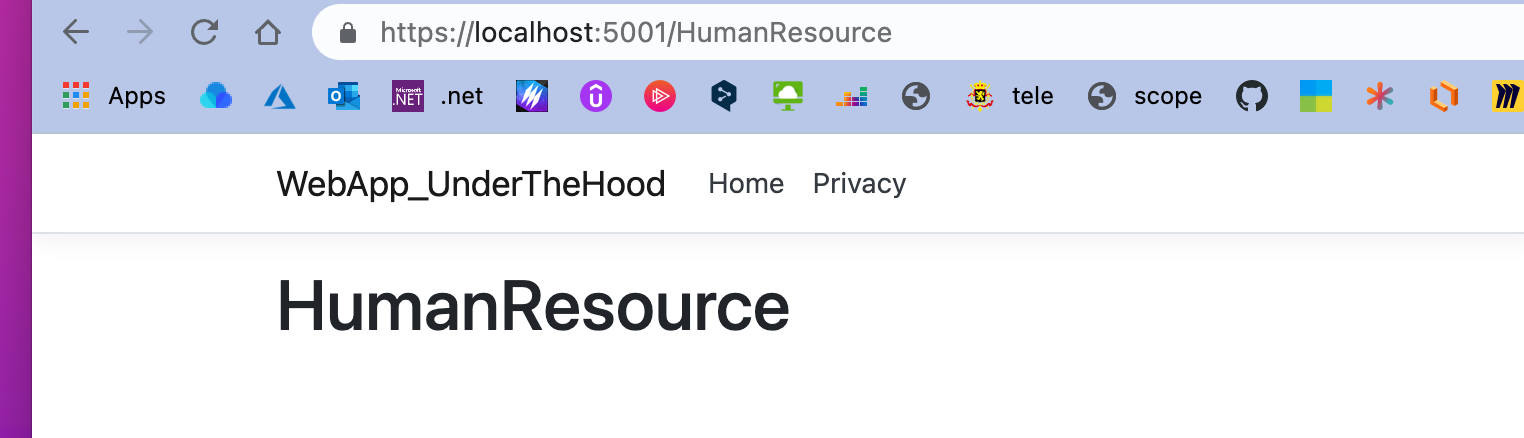 https://localhost:5001/HumanResource
Apps .net tele scope
WebApp_UnderTheHood Home Privacy
HumanResource